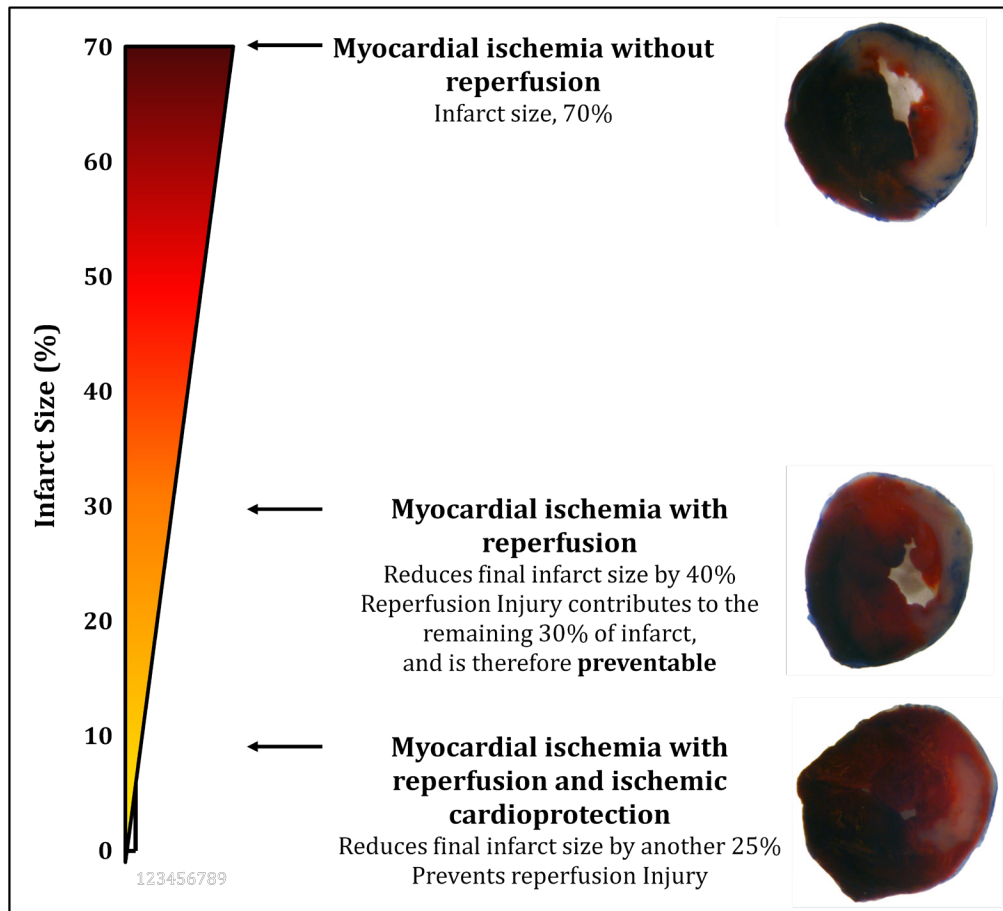 70
60
50
40
30
20
10
0
Infarct Size (%)
123456789
Myocardial ischemia without
reperfusion
Infarct size, 70%
Myocardial ischemia with
reperfusion
Reduces final infarct size by 40%
Reperfusion Injury contributes to the
remaining 30% of infarct,
and is therefore preventable
Myocardial ischemia with
reperfusion and ischemic
cardioprotection
Reduces final infarct size by another 25%
Prevents reperfusion Injury